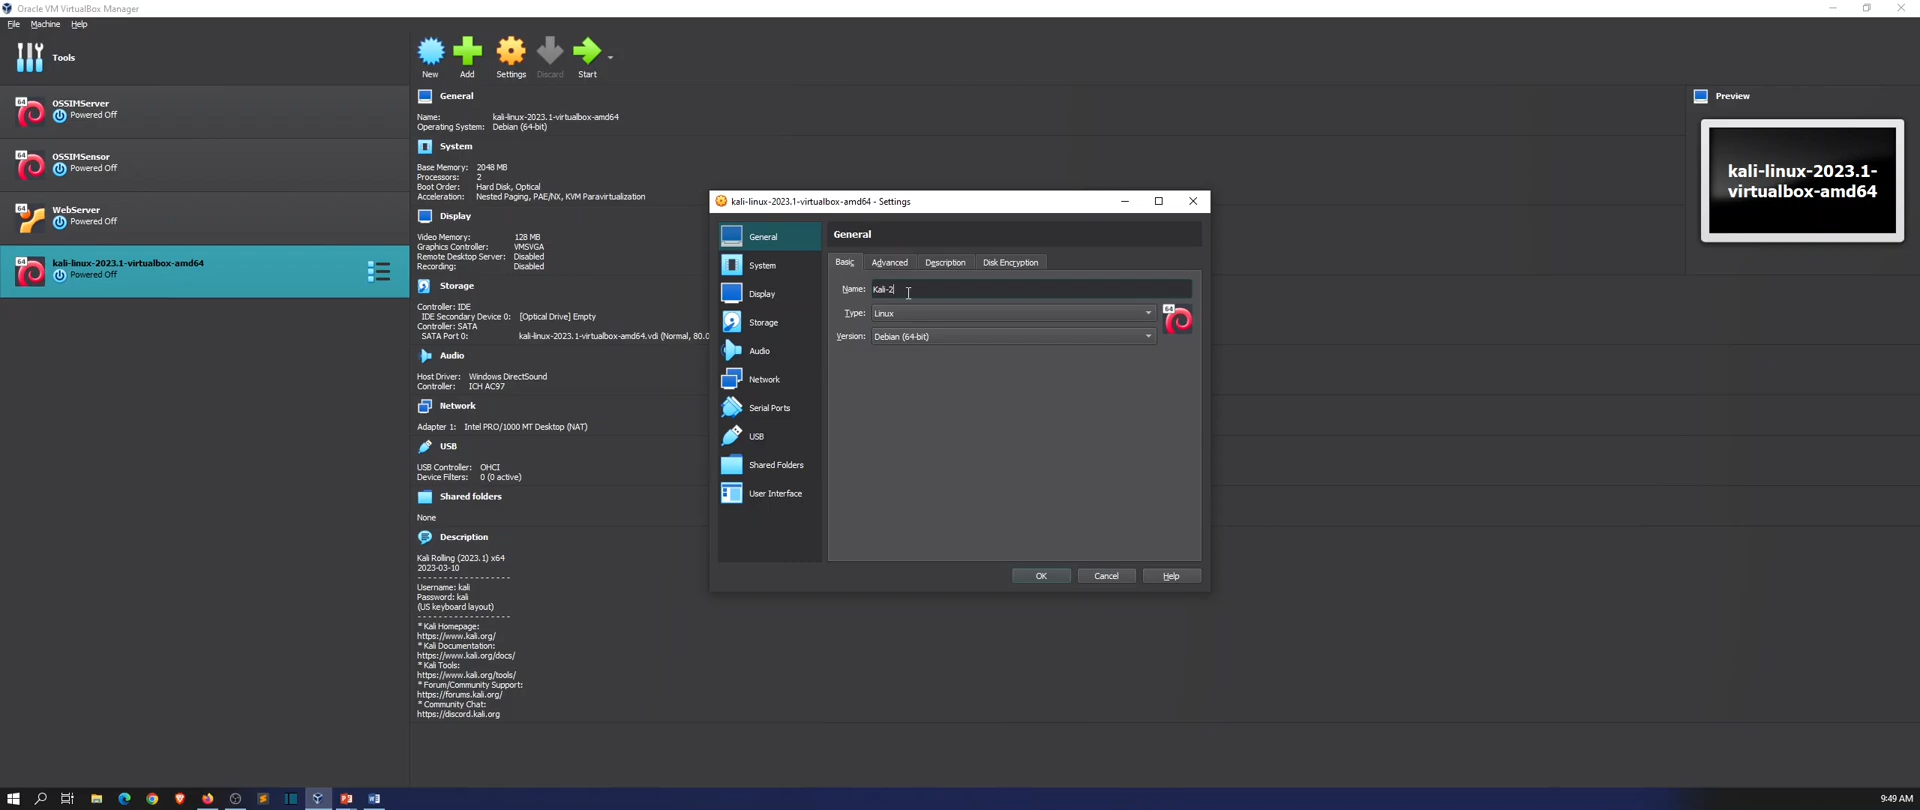 Oracle VM VirtualBox Manager
File Machine Help
Tools
New Add Settings Discard Start
64 OSSIMServer
Powered Off
64 OSSIMSensor
Powered Off
WebServer
Powered Off
64 kali-linux-2023.1-virtualbox-amd64
Powered Off
General
Name: kali-linux-2023.1-virtualbox-amd64
Operating System: Debian (64-bit)
System
Base Memory: 2048 MB
Processors: 2
Boot Order: Hard Disk, Optical
Acceleration: Nested Paging, PAE/NX, KVM Paravirtualization
Display
Video Memory: 128 MB
Graphics Controller: VMSVGA
Remote Desktop Server: Disabled
Recording: Disabled
Storage
Controller: IDE
IDE Secondary Device 0: [Optical Drive] Empty
Controller: SATA
SATA Port 0: kali-linux-2023.1-virtualbox-amd64.vdi (Normal, 80.0
Audio
Host Driver: Windows DirectSound
Controller: ICH AC97
Network
Adapter 1: Intel PRO/1000 MT Desktop (NAT)
USB
USB Controller: OHCI
Device Filters: 0 (0 active)
Shared folders
None
Description
Kali Rolling (2023.1) x64
2023-03-10
- - - - - - - - - - - - - - - - - -
Username: kali
Password: kali
(US keyboard layout)
- - - - - - - - - - - - - - - - - -
* Kali Homepage:
https://www.kali.org/
* Kali Documentation:
https://www.kali.org/docs/
* Kali Tools:
https://www.kali.org/tools/
* Forum/Community Support:
https://forums.kali.org/
* Community Chat:
https://discord.kali.org
Preview
kali-linux-2023.1-
virtualbox-amd64
kali-linux-2023.1-virtualbox-amd64 - Settings
General
System
Display
Storage
Audio
Network
Serial Ports
USB
Shared Folders
User Interface
General
Basic Advanced Description Disk Encryption
Name: Kali-2
Type: Linux
64
Version: Debian (64-bit)
OK Cancel Help
9:49 AM